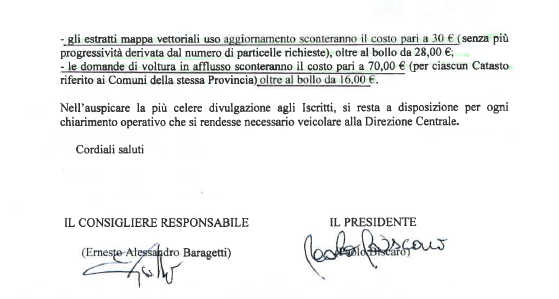 - gli estratti mappa vettoriali uso aggiornamento sconteranno il costo pari a 30 € (senza più
progressività derivata dal numero di particelle richieste), oltre al bollo da 28,00 €;
- le domande di voltura in afflusso sconteranno il costo pari a 70,00 € (per ciascun Catasto
riferito ai Comuni della stessa Provincia) oltre al bollo da 16,00 €.
Nell'auspicare la più celere divulgazione agli Iscritti, si resta a disposizione per ogni
chiarimento operativo che si rendesse necessario veicolare alla Direzione Centrale.
Cordiali saluti
IL CONSIGLIERE RESPONSABILE
(Ernesto Alessandro Baragetti)
IL PRESIDENTE
(Paolo Biscaro)